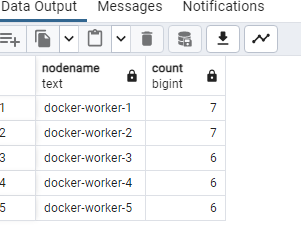 Data Output Messages Notifications
nodename count
text bigint
1 docker-worker-1 7
2 docker-worker-2 7
3 docker-worker-3 6
4 docker-worker-4 6
5 docker-worker-5 6